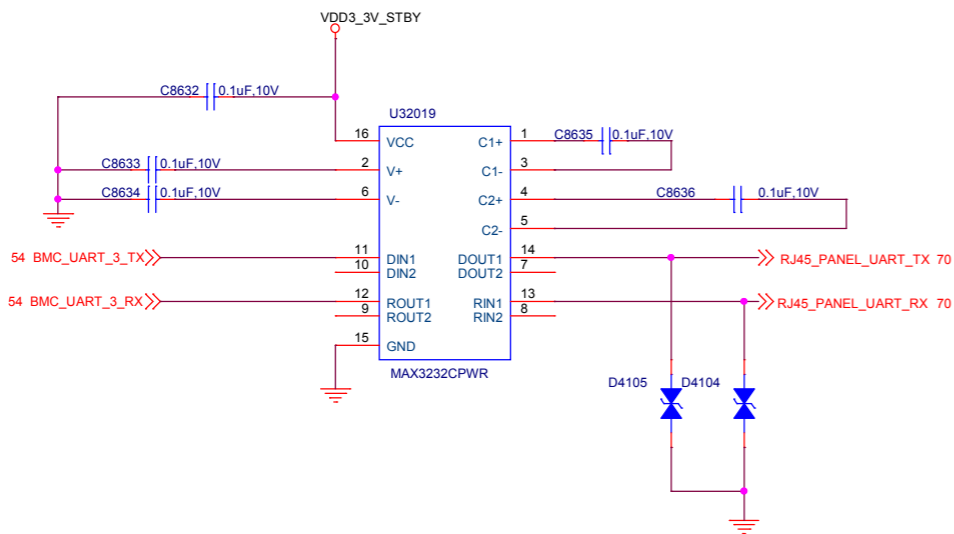 VDD3_3V_STBY
C8632 0.1uF,10V
U32019
16 VCC C1+ 1 C8635 0.1uF,10V
C8633 0.1uF,10V 2 V+ C1- 3
C8634 0.1uF,10V 6 V- C2+ 4 C8636 0.1uF,10V
C2- 5
54 BMC_UART_3_TX 11 DIN1 DOUT1 14 RJ45_PANEL_UART_TX 70
10 DIN2 DOUT2 7
54 BMC_UART_3_RX 12 ROUT1 RIN1 13 RJ45_PANEL_UART_RX 70
9 ROUT2 RIN2 8
15 GND
MAX3232CPWR
D4105 D4104